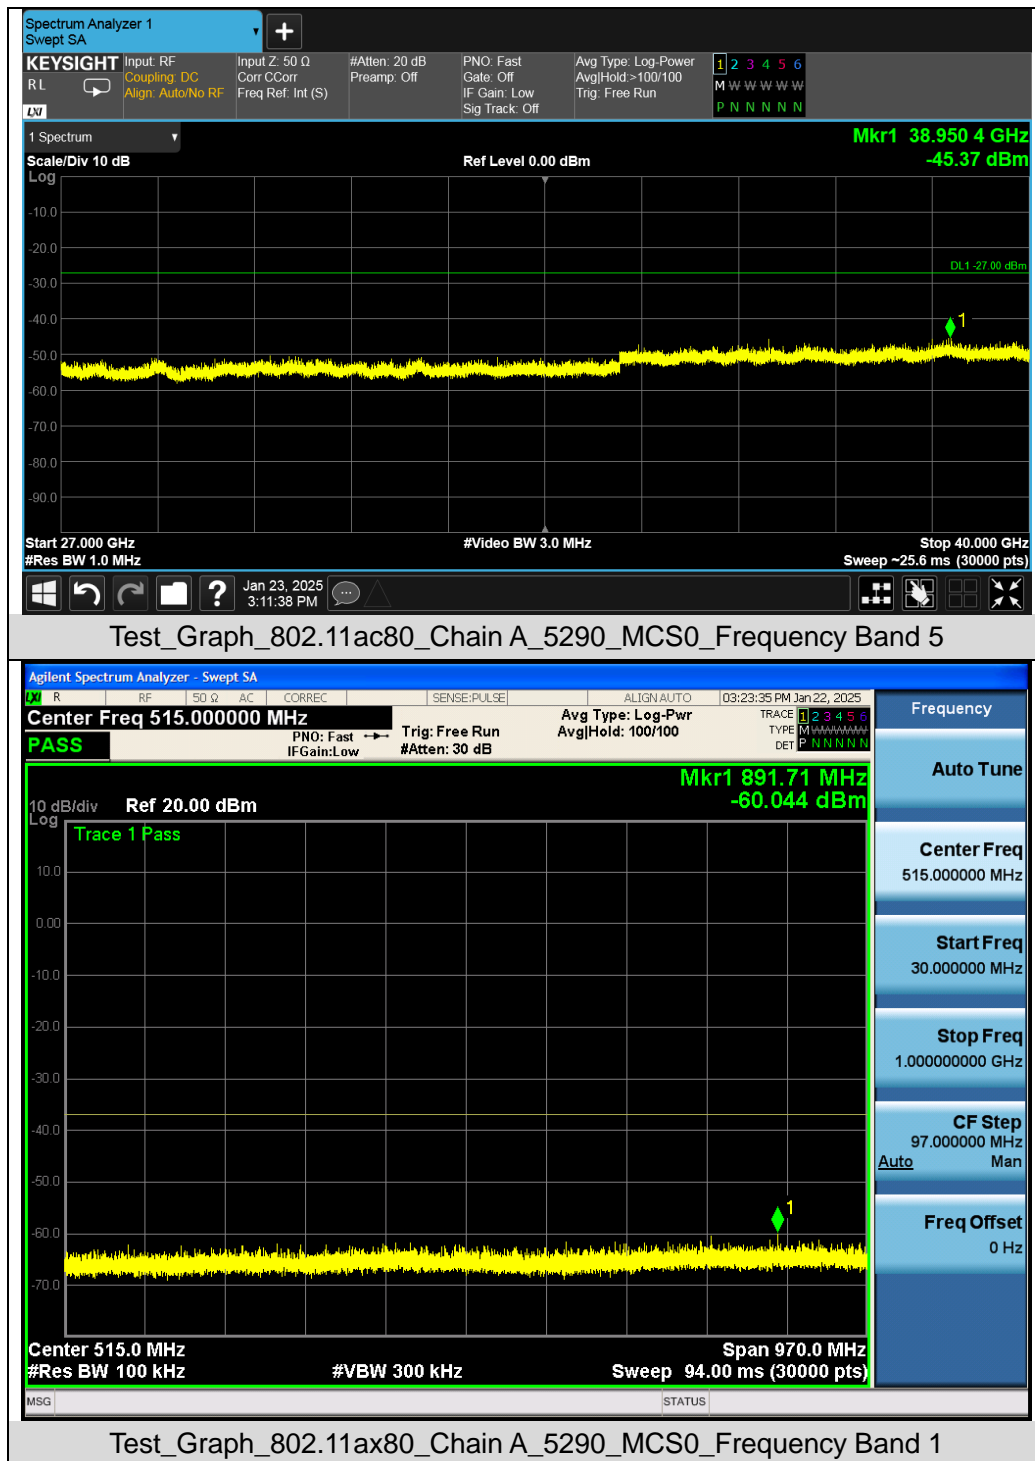 Spectrum Analyzer 1
Swept SA
+
KEYSIGHT
R L
LXI
Input: RF
Coupling: DC
Align: Auto/No RF
Input Z: 50 Ω
Corr CCorr
Freq Ref: Int (S)
#Atten: 20 dB
Preamp: Off
PNO: Fast
Gate: Off
IF Gain: Low
Sig Track: Off
Avg Type: Log-Power
Avg|Hold:>100/100
Trig: Free Run
1 2 3 4 5 6
M W W W W W
P N N N N N
1 Spectrum
Mkr1 38.950 4 GHz
Scale/Div 10 dB
Ref Level 0.00 dBm
-45.37 dBm
Log
-10.0
-20.0
DL1 -27.00 dBm
-30.0
-40.0
1
-50.0
-60.0
-70.0
-80.0
-90.0
Start 27.000 GHz
#Video BW 3.0 MHz
Stop 40.000 GHz
#Res BW 1.0 MHz
Sweep ~25.6 ms (30000 pts)
?
Jan 23, 2025
3:11:38 PM
Test_Graph_802.11ac80_Chain A_5290_MCS0_Frequency Band 5
Agilent Spectrum Analyzer - Swept SA
LXI R RF 50 Ω AC CORREC SENSE:PULSE ALIGN AUTO 03:23:35 PM Jan 22, 2025
Center Freq 515.000000 MHz
PASS
PNO: Fast
IFGain:Low
Trig: Free Run
#Atten: 30 dB
Avg Type: Log-Pwr
Avg|Hold: 100/100
TRACE 1 2 3 4 5 6
TYPE M W W W W W
DET P N N N N N
Mkr1 891.71 MHz
-60.044 dBm
10 dB/div Ref 20.00 dBm
Log
Trace 1 Pass
10.0
0.00
-10.0
-20.0
-30.0
-40.0
-50.0
1
-60.0
-70.0
Center 515.0 MHz
Span 970.0 MHz
#Res BW 100 kHz
#VBW 300 kHz
Sweep 94.00 ms (30000 pts)
MSG
STATUS
Frequency
Auto Tune
Center Freq
515.000000 MHz
Start Freq
30.000000 MHz
Stop Freq
1.000000000 GHz
CF Step
97.000000 MHz
Auto Man
Freq Offset
0 Hz
Test_Graph_802.11ax80_Chain A_5290_MCS0_Frequency Band 1